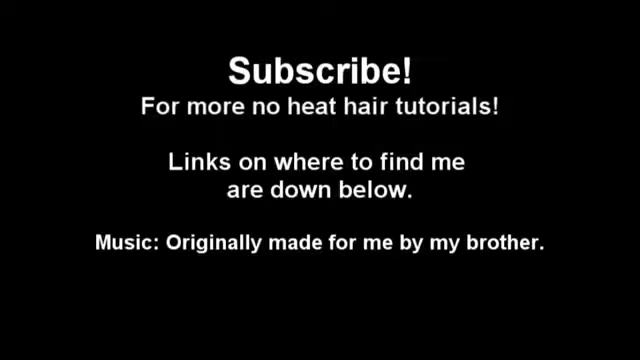 Subscribe!
For more no heat hair tutorials!
Links on where to find me
are down below.
Music: Originally made for me by my brother.